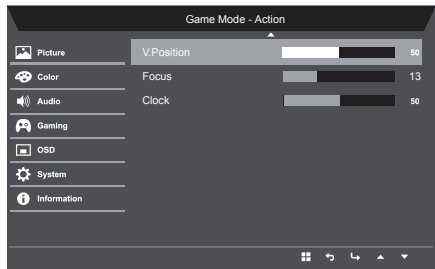 Game Mode - Action
Picture
V.Position 50
Color
Focus 13
Audio
Clock 50
Gaming
OSD
System
Information